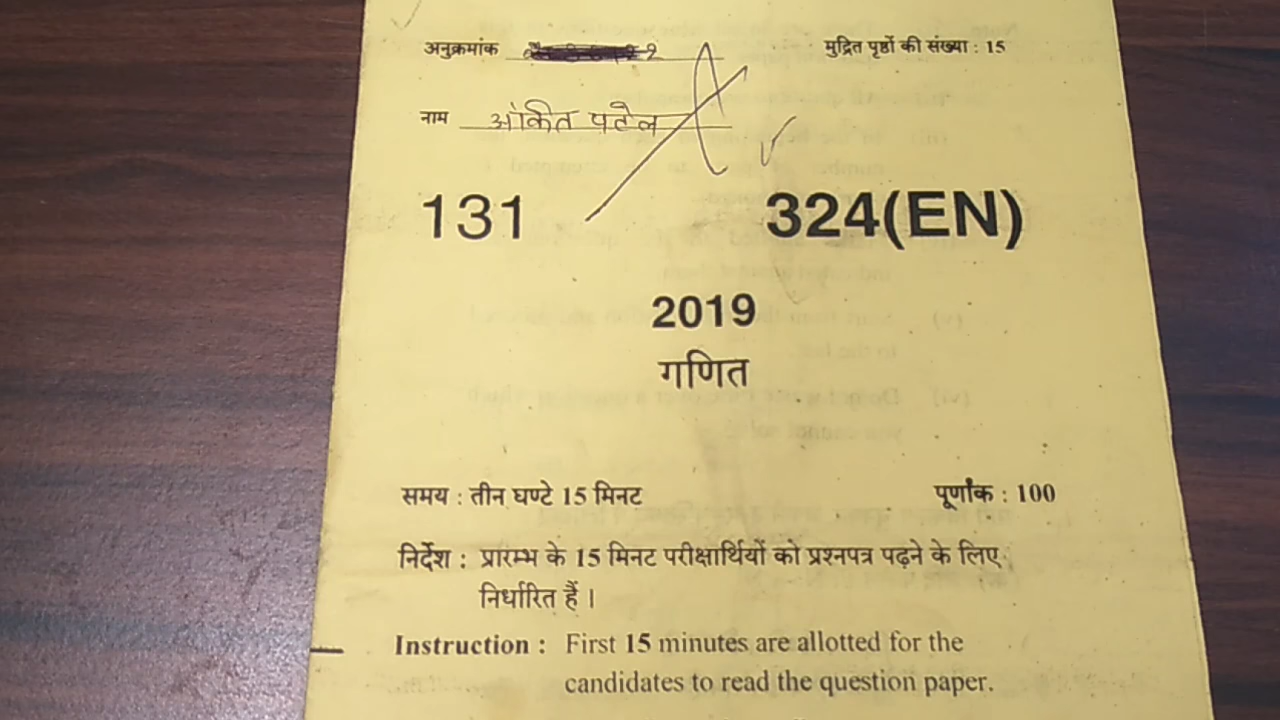 अनुक्रमांक
मुद्रित पृष्ठों की संख्या : 15
नाम अंकित पटेल
131 324(EN)
2019
गणित
समय : तीन घण्टे 15 मिनट पूर्णांक : 100
निर्देश : प्रारम्भ के 15 मिनट परीक्षार्थियों को प्रश्नपत्र पढ़ने के लिए
निर्धारित हैं ।
Instruction : First 15 minutes are allotted for the
candidates to read the question paper.